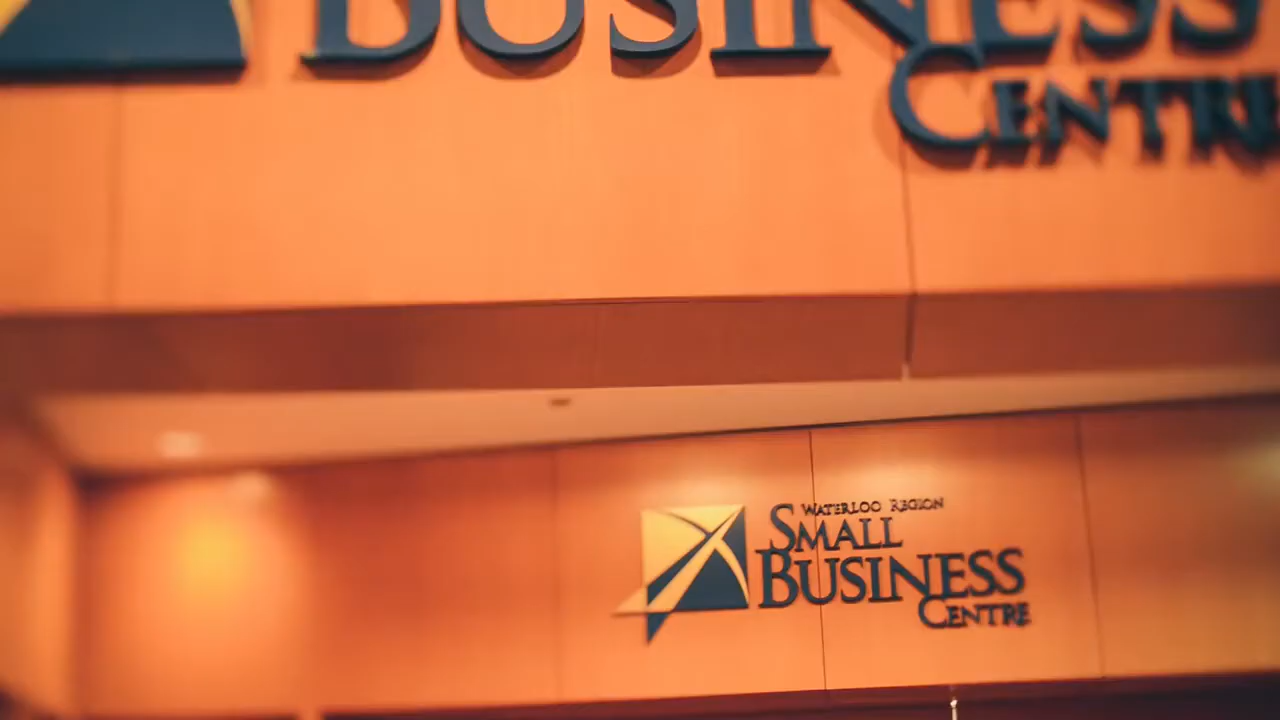 BUSINESS
CENTRE
WATERLOO REGION
SMALL
BUSINESS
CENTRE